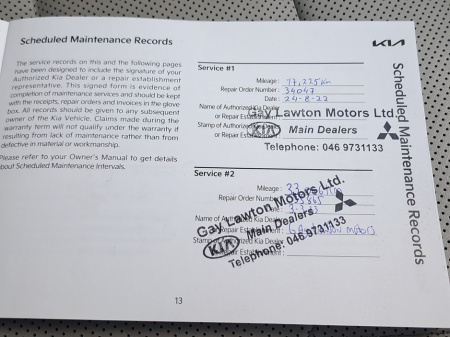 Scheduled Maintenance Records
KIA
The service records on this and the following pages
have been designed to include the signature of your
Authorized Kia Dealer or a repair establishment
representative. This signed form is evidence of
completion of maintenance services and should be kept
with the receipts, repair orders and invoices in the glove
box. All records should be given to any subsequent
owner of the Kia Vehicle. Claims made during the
warranty term will not qualify under the warranty if
resulting from lack of maintenance rather than from
defective in material or workmanship.
Please refer to your Owner's Manual to get details
about Scheduled Maintenance Intervals.
Service #1
Mileage :
Repair Order Number : 34047
Date : 24-8-22
Name of Authorized Kia Dealer
or Repair Establishment
Stamp of Authorized Kia Dealer
or Repair Establishment
Gay Lawton Motors Ltd.
KIA Main Dealers
Telephone: 046 9731133
Service #2
Mileage :
Repair Order Number
Date :
Name of Authorized Kia Dealer
or Repair Establishment :
Stamp of Authorized Kia Dealer
or Repair Establishment :
Gay Lawton Motors Ltd.
KIA Main Dealers
Telephone: 046 9731133
Scheduled Maintenance Records
13